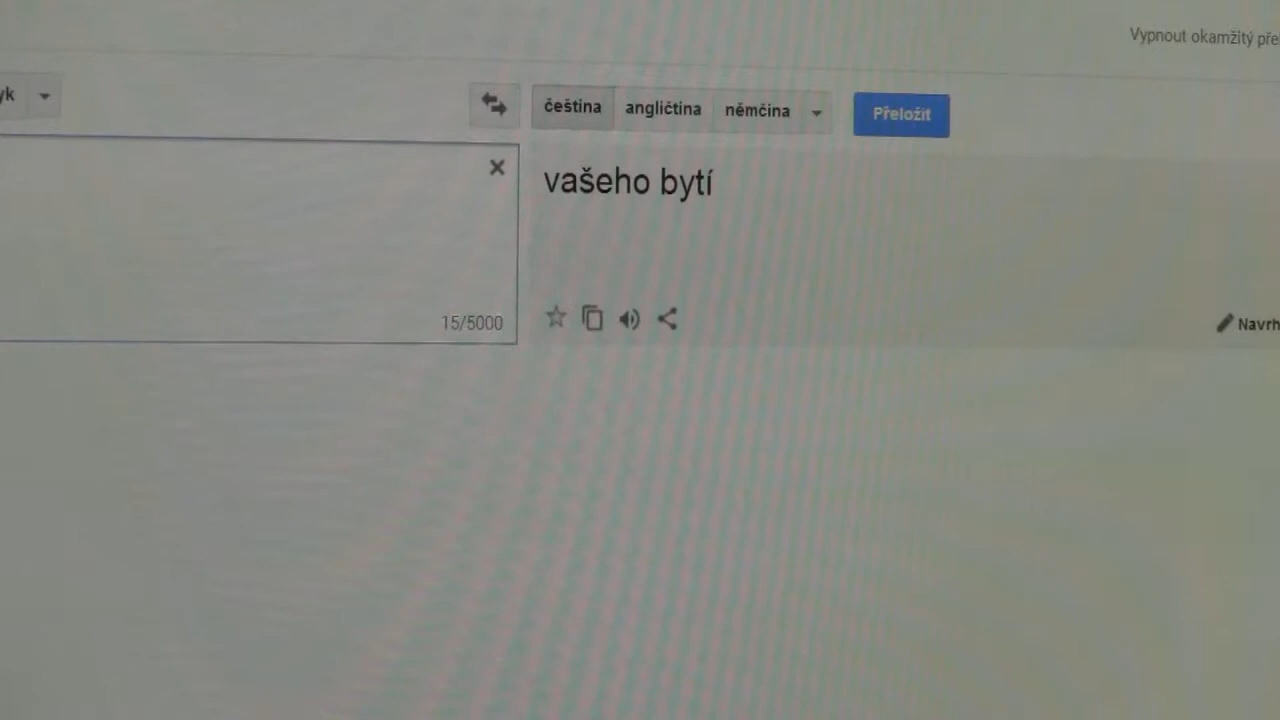 Vypnout okamžitý pře
yk
čeština angličtina němčina Přeložit
vašeho bytí
15/5000
Navrh